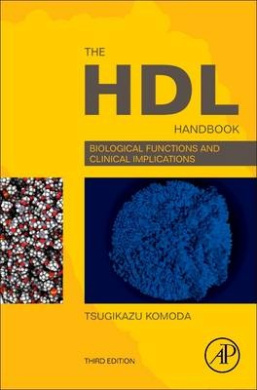 THE
HDL
HANDBOOK
BIOLOGICAL FUNCTIONS AND
CLINICAL IMPLICATIONS
TSUGIKAZU KOMODA
THIRD EDITION